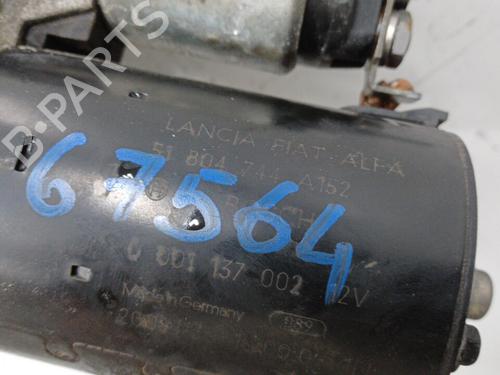 B-PARTS
LANCIA FIAT ALFA
51 804 744 A152
67564
0 001 137 002 12V
Made in Germany